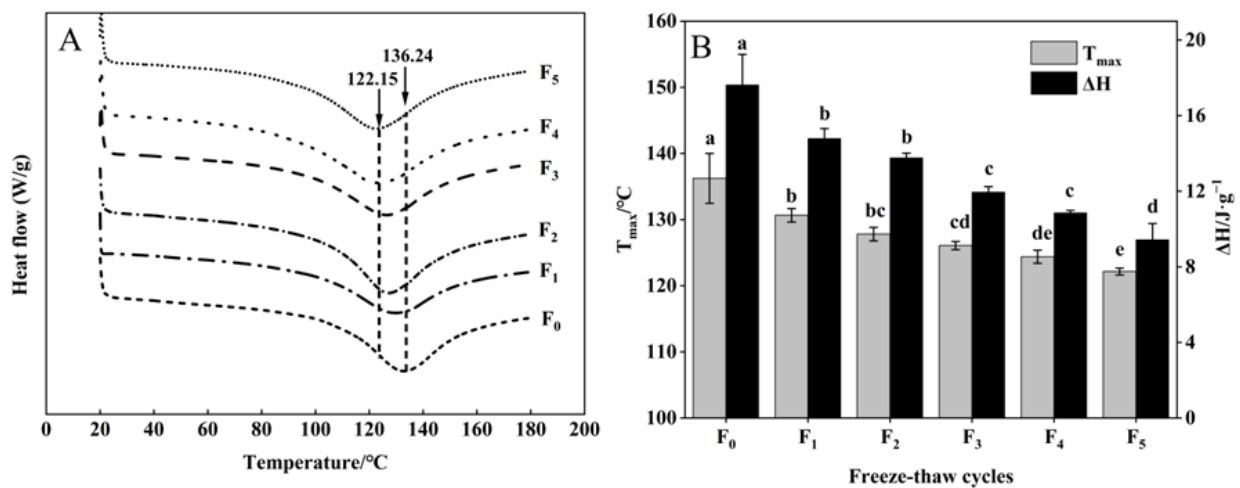 A
136.24
122.15
F₅
F₄
F₃
F₂
F₁
F₀
Heat flow (W/g)
0 20 40 60 80 100 120 140 160 180 200
Temperature/°C
B
Tmax
ΔH
160
150
140
130
120
110
100
Tmax/°C
a a b b bc b cd c de c e d
20
16
12
8
4
0
ΔH/J·g⁻¹
F₀ F₁ F₂ F₃ F₄ F₅
Freeze-thaw cycles